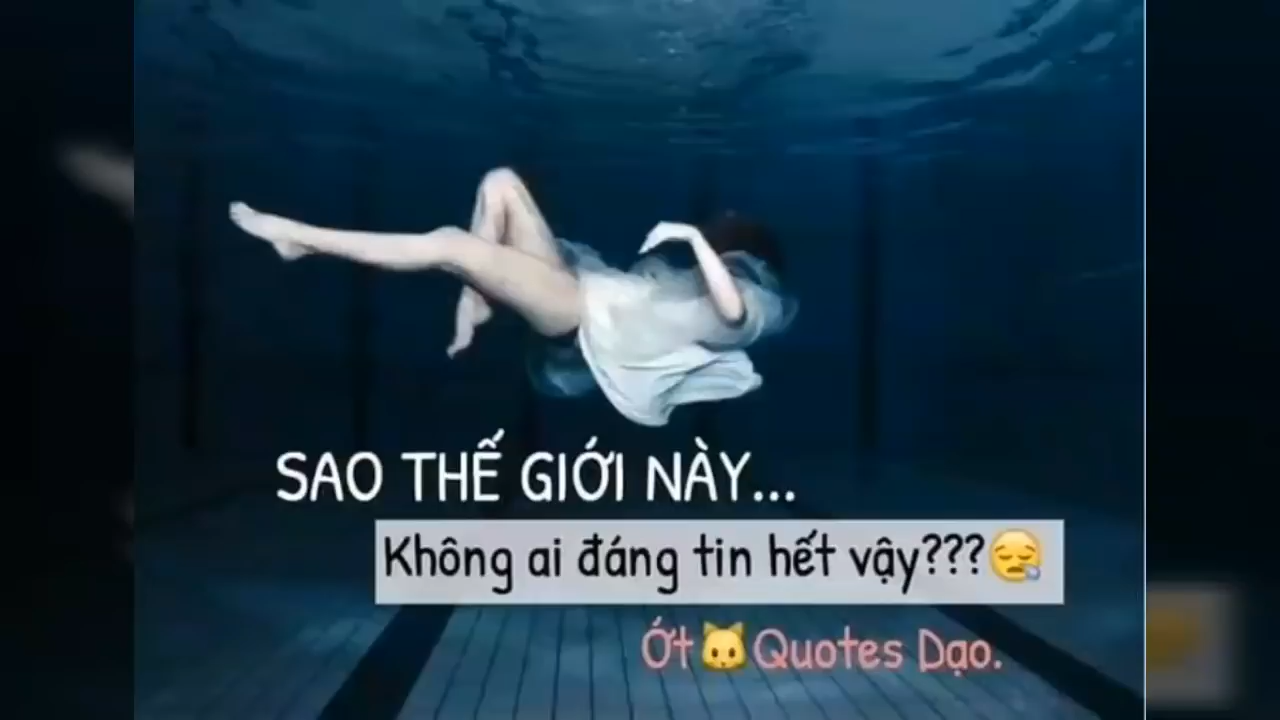 SAO THẾ GIỚI NÀY...
Không ai đáng tin hết vậy???😪
Ớt🐱Quotes Dạo.